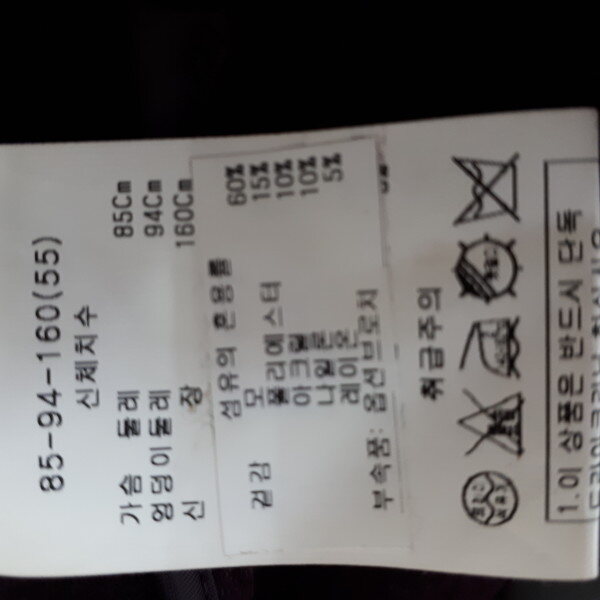 85-94-160(55)
신체치수
가슴 둘레 85Cm
엉덩이둘레 94Cm
신 장 160Cm
섬유의 혼용률
겉감 모 60%
폴리에스터 15%
아크릴 10%
나일론 10%
레이온 5%
부속품: 옵션브로치
취급주의
1.이 상품은 반드시 단독